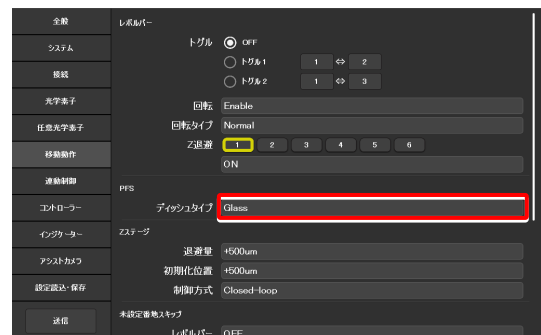 全般
システム
接続
光学素子
任意光学素子
移動動作
連動制御
コントローラー
インジケーター
アシストカメラ
設定読込・保存
送信
レボルバー
トグル OFF
トグル1 1 ⇔ 2
トグル2 1 ⇔ 3
回転 Enable
回転タイプ Normal
Z退避 1 2 3 4 5 6
ON
PFS
ディッシュタイプ Glass
Zステージ
退避量 +500um
初期化位置 +500um
制御方式 Closed-loop
未設定番地スキップ
レボルバー OFF